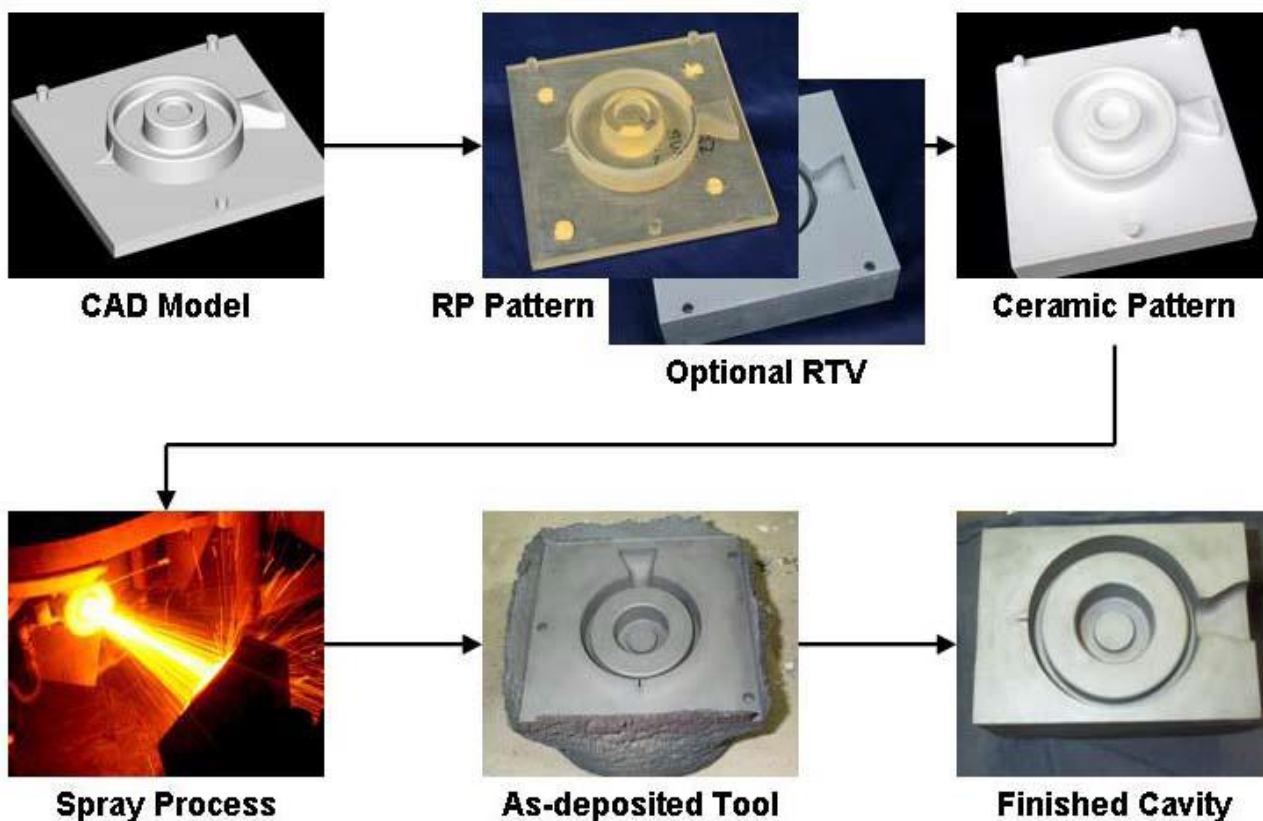 CAD Model
RP Pattern
Optional RTV
Ceramic Pattern
Spray Process
As-deposited Tool
Finished Cavity